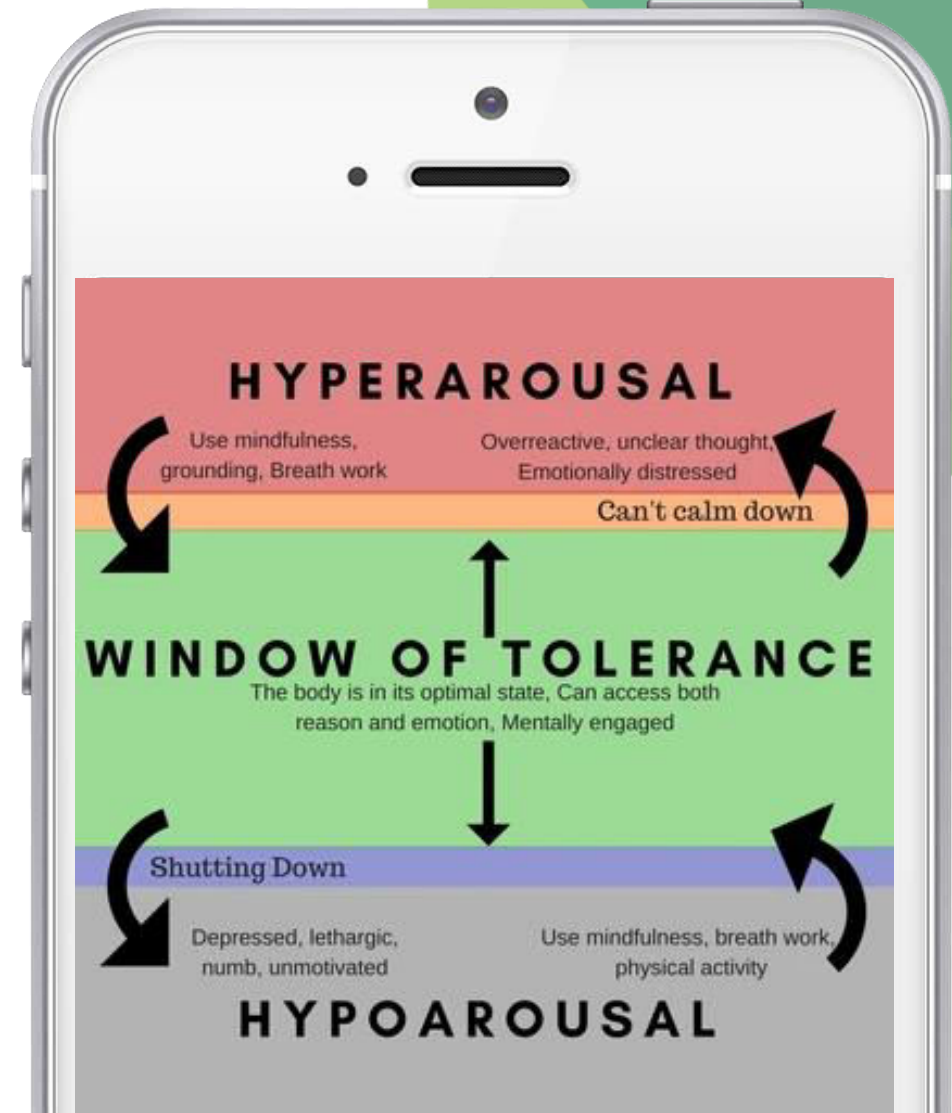 HYPERAROUSAL
Use mindfulness,
grounding, Breath work
Overreactive, unclear thought,
Emotionally distressed
Can't calm down
WINDOW OF TOLERANCE
The body is in its optimal state, Can access both
reason and emotion, Mentally engaged
Shutting Down
Depressed, lethargic,
numb, unmotivated
Use mindfulness, breath work,
physical activity
HYPOAROUSAL